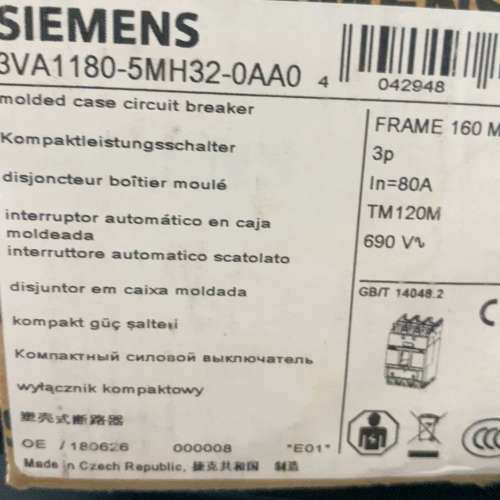 SIEMENS
3VA1180-5MH32-0AA0
4 042948
molded case circuit breaker
Kompaktleistungsschalter
disjoncteur boîtier moulé
interruptor automático en caja
moldeada
interruttore automatico scatolato
disjuntor em caixa moldada
kompakt güç şalteri
Компактный силовой выключатель
wyłącznik kompaktowy
塑壳式断路器
OE / 180626 000008 "E01"
Made in Czech Republic, 捷克共和国 制造
FRAME 160 M
3p
In=80A
TM120M
690 V∿
GB/T 14048.2